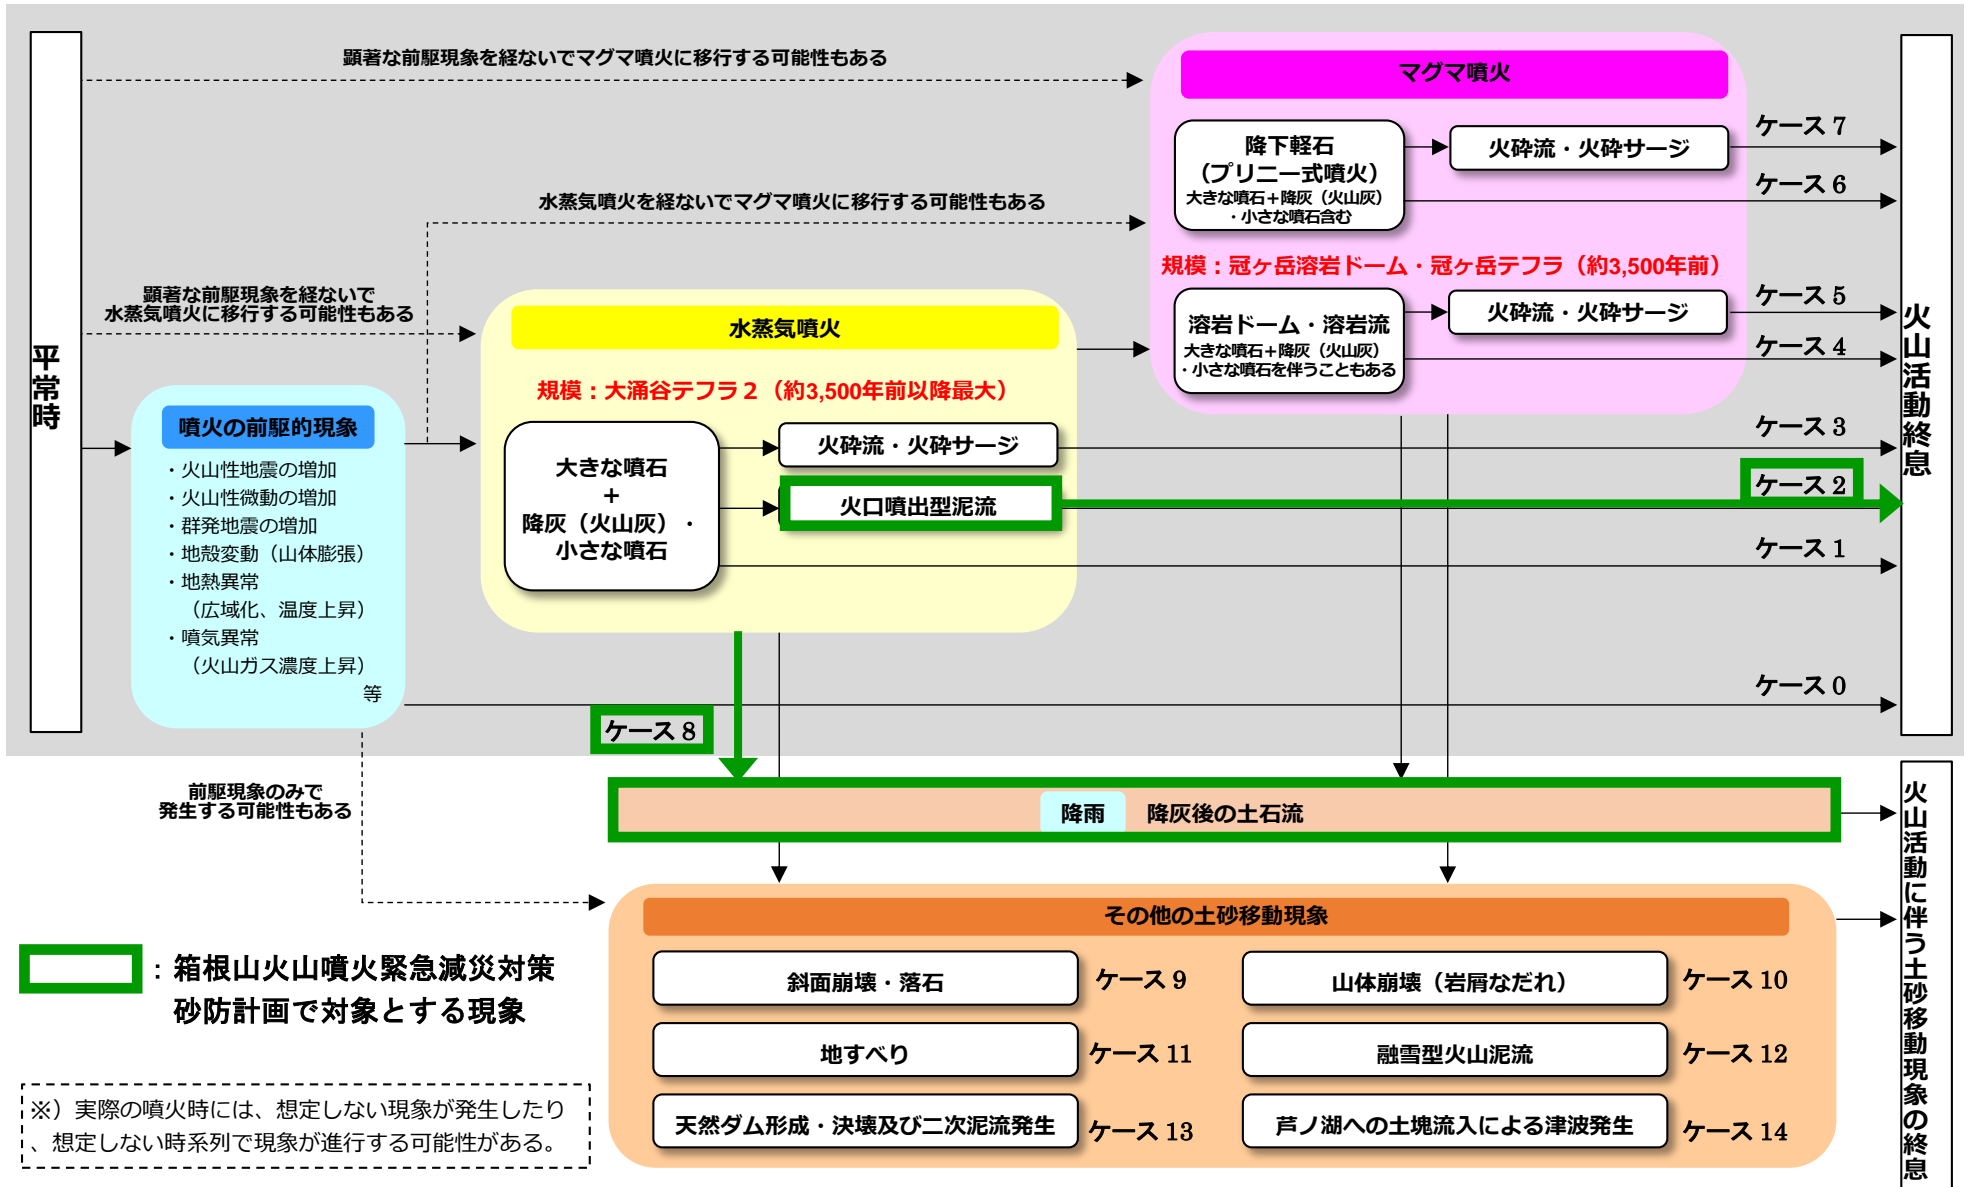 顕著な前駆現象を経ないでマグマ噴火に移行する可能性もある
マグマ噴火
降下軽石
（プリニー式噴火）
大きな噴石＋降灰（火山灰）
・小さな噴石含む
火砕流・火砕サージ
ケース 7
ケース 6
水蒸気噴火を経ないでマグマ噴火に移行する可能性もある
規模：冠ヶ岳溶岩ドーム・冠ヶ岳テフラ（約3,500年前）
溶岩ドーム・溶岩流
大きな噴石＋降灰（火山灰）
・小さな噴石を伴うこともある
火砕流・火砕サージ
ケース 5
ケース 4
顕著な前駆現象を経ないで
水蒸気噴火に移行する可能性もある
水蒸気噴火
規模：大涌谷テフラ２（約3,500年前以降最大）
大きな噴石
＋
降灰（火山灰）・
小さな噴石
火砕流・火砕サージ
火口噴出型泥流
ケース 3
ケース 2
ケース 1
平常時
噴火の前駆的現象
・火山性地震の増加
・火山性微動の増加
・群発地震の増加
・地殻変動（山体膨張）
・地熱異常
（広域化、温度上昇）
・噴気異常
（火山ガス濃度上昇）
等
ケース 0
火山活動終息
ケース 8
前駆現象のみで
発生する可能性もある
降雨 降灰後の土石流
火山活動に伴う土砂移動現象の終息
その他の土砂移動現象
斜面崩壊・落石
ケース 9
山体崩壊（岩屑なだれ）
ケース 10
地すべり
ケース 11
融雪型火山泥流
ケース 12
天然ダム形成・決壊及び二次泥流発生
ケース 13
芦ノ湖への土塊流入による津波発生
ケース 14
：箱根山火山噴火緊急減災対策
砂防計画で対象とする現象
※）実際の噴火時には、想定しない現象が発生したり
、想定しない時系列で現象が進行する可能性がある。